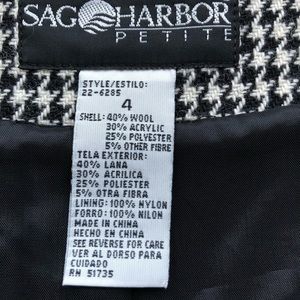 SAG HARBOR
PETITE
STYLE/ESTILO:
22-6285
4
SHELL: 40% WOOL
30% ACRYLIC
25% POLYESTER
5% OTHER FIBRE
TELA EXTERIOR:
40% LANA
30% ACRILICA
25% POLIESTER
5% OTRA FIBRA
LINING: 100% NYLON
FORRO: 100% NILON
MADE IN CHINA
HECHO EN CHINA
SEE REVERSE FOR CARE
VER AL DORSO PARA
CUIDADO
RN 51735